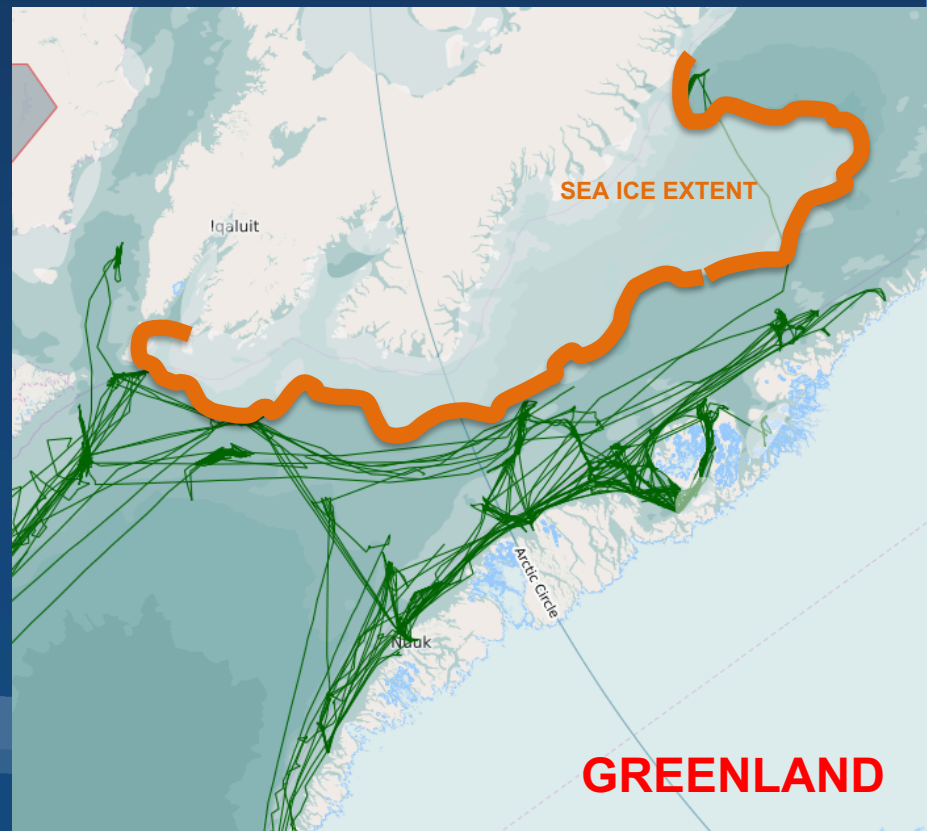 SEA ICE EXTENT
Iqaluit
Arctic Circle
Nuuk
GREENLAND